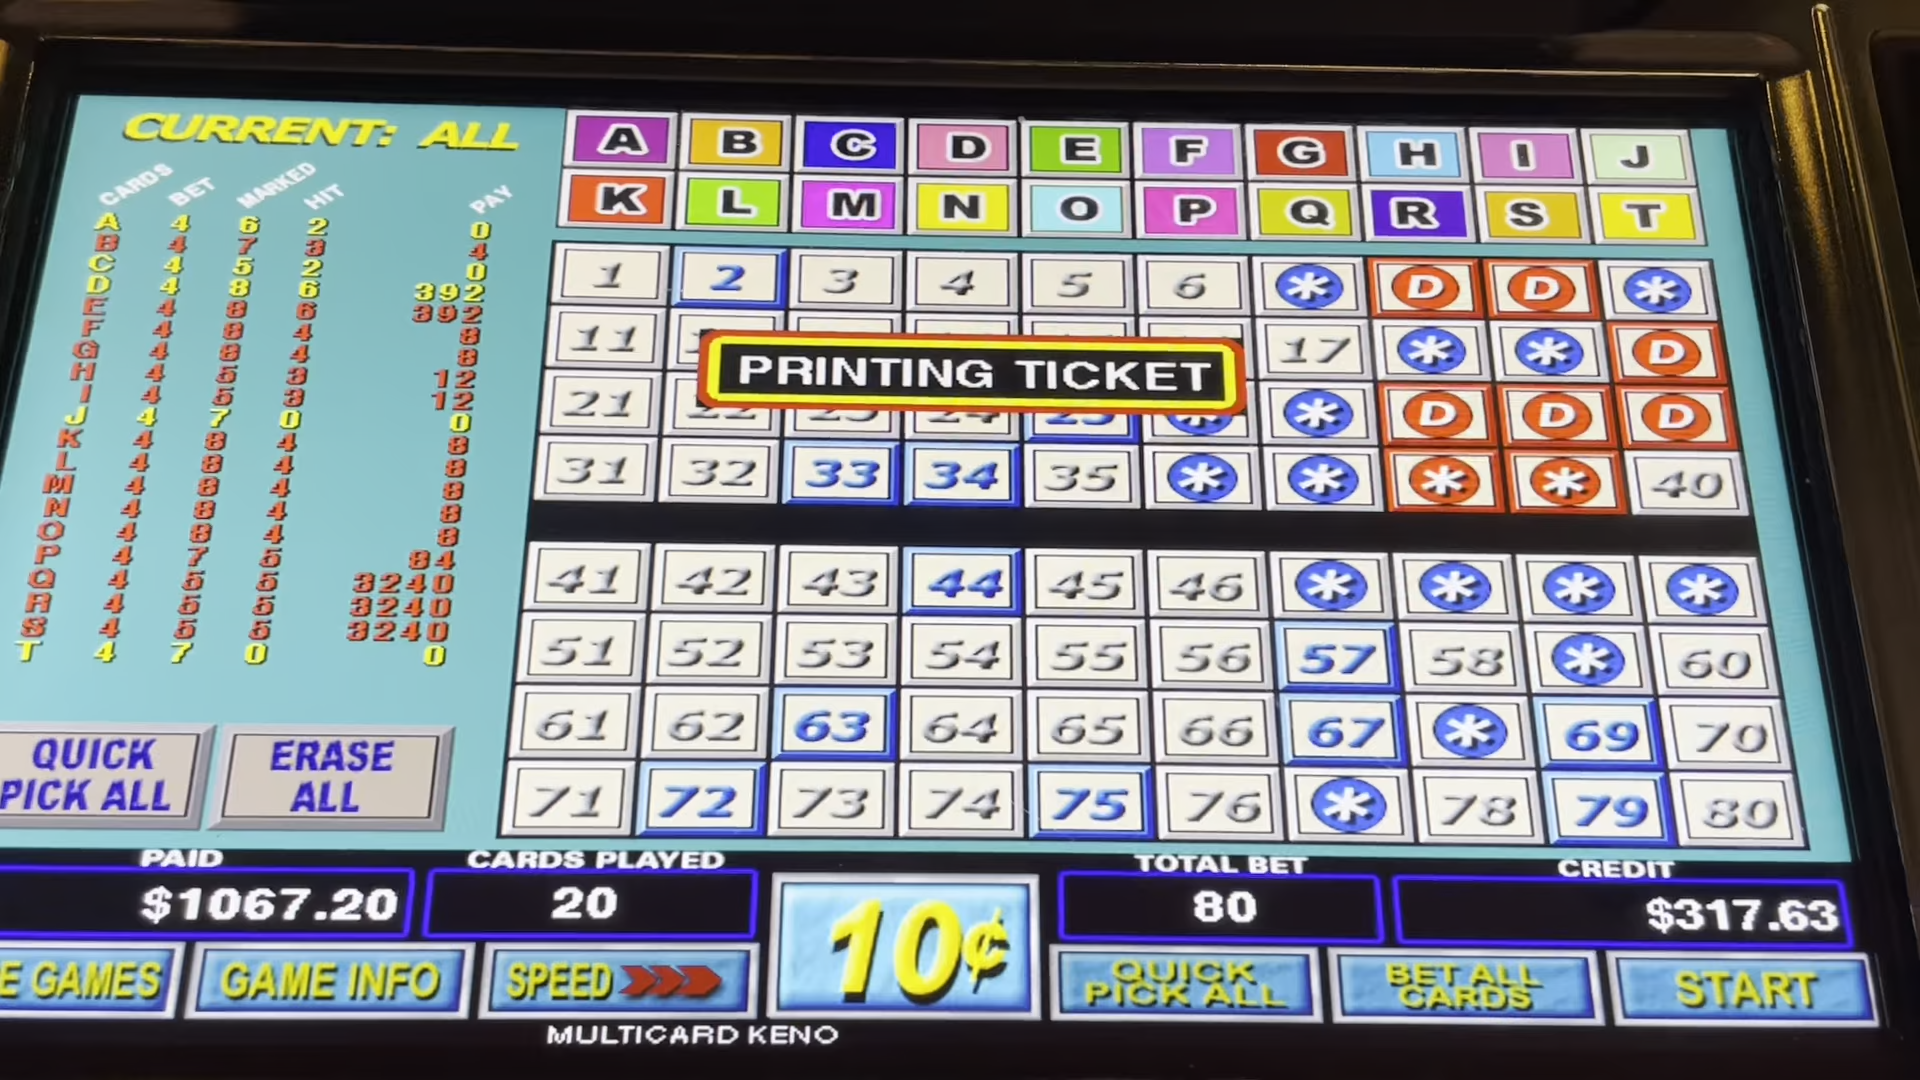 CURRENT: ALL
CARDS BET MARKED HIT PAY
A 4 6 2 0
B 4 7 3 4
C 4 5 2 0
D 4 8 6 392
E 4 8 6 392
F 4 8 4 8
G 4 8 4 8
H 4 5 3 12
I 4 5 3 12
J 4 7 0 0
K 4 8 4 8
L 4 8 4 8
M 4 8 4 8
N 4 8 4 8
O 4 8 4 8
P 4 7 5 84
Q 4 5 5 3240
R 4 5 5 3240
S 4 5 5 3240
T 4 7 0 0
QUICK PICK ALL
ERASE ALL
A B C D E F G H I J
K L M N O P Q R S T
1 2 3 4 5 6 * D D *
11 17 * * D
PRINTING TICKET
21 22 23 24 25 * * D D D
31 32 33 34 35 * * * * 40
41 42 43 44 45 46 * * * *
51 52 53 54 55 56 57 58 * 60
61 62 63 64 65 66 67 * 69 70
71 72 73 74 75 76 * 78 79 80
PAID CARDS PLAYED TOTAL BET CREDIT
$1067.20 20 10¢ 80 $317.63
E GAMES GAME INFO SPEED QUICK PICK ALL BET ALL CARDS START
MULTICARD KENO